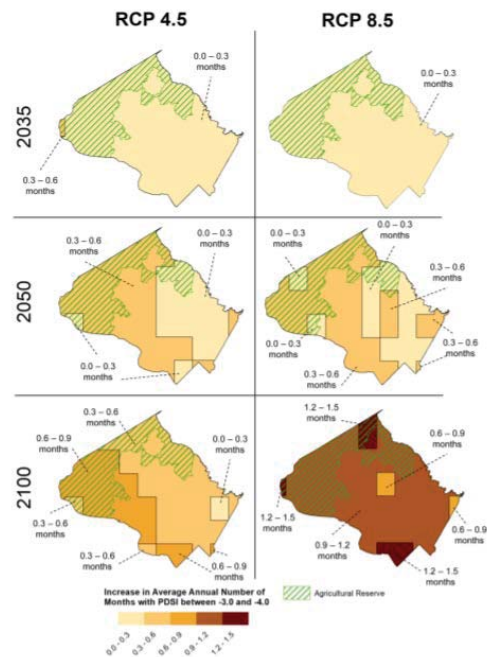 RCP 4.5
RCP 8.5
2035
0.0 – 0.3
months
0.3 – 0.6
months
0.0 – 0.3
months
2050
0.3 – 0.6
months
0.0 – 0.3
months
0.0 – 0.3
months
0.0 – 0.3
months
0.3 – 0.6
months
0.0 – 0.3
months
0.3 – 0.6
months
0.3 – 0.6
months
2100
0.3 – 0.6
months
0.6 – 0.9
months
0.0 – 0.3
months
0.3 – 0.6
months
0.3 – 0.6
months
0.6 – 0.9
months
1.2 – 1.5
months
0.6 – 0.9
months
0.9 – 1.2
months
0.6 – 0.9
months
1.2 – 1.5
months
Increase in Average Annual Number of
Months with PDSI between -3.0 and -4.0
Agricultural Reserve
0.0 - 0.3
0.3 - 0.6
0.6 - 0.9
0.9 - 1.2
1.2 - 1.5